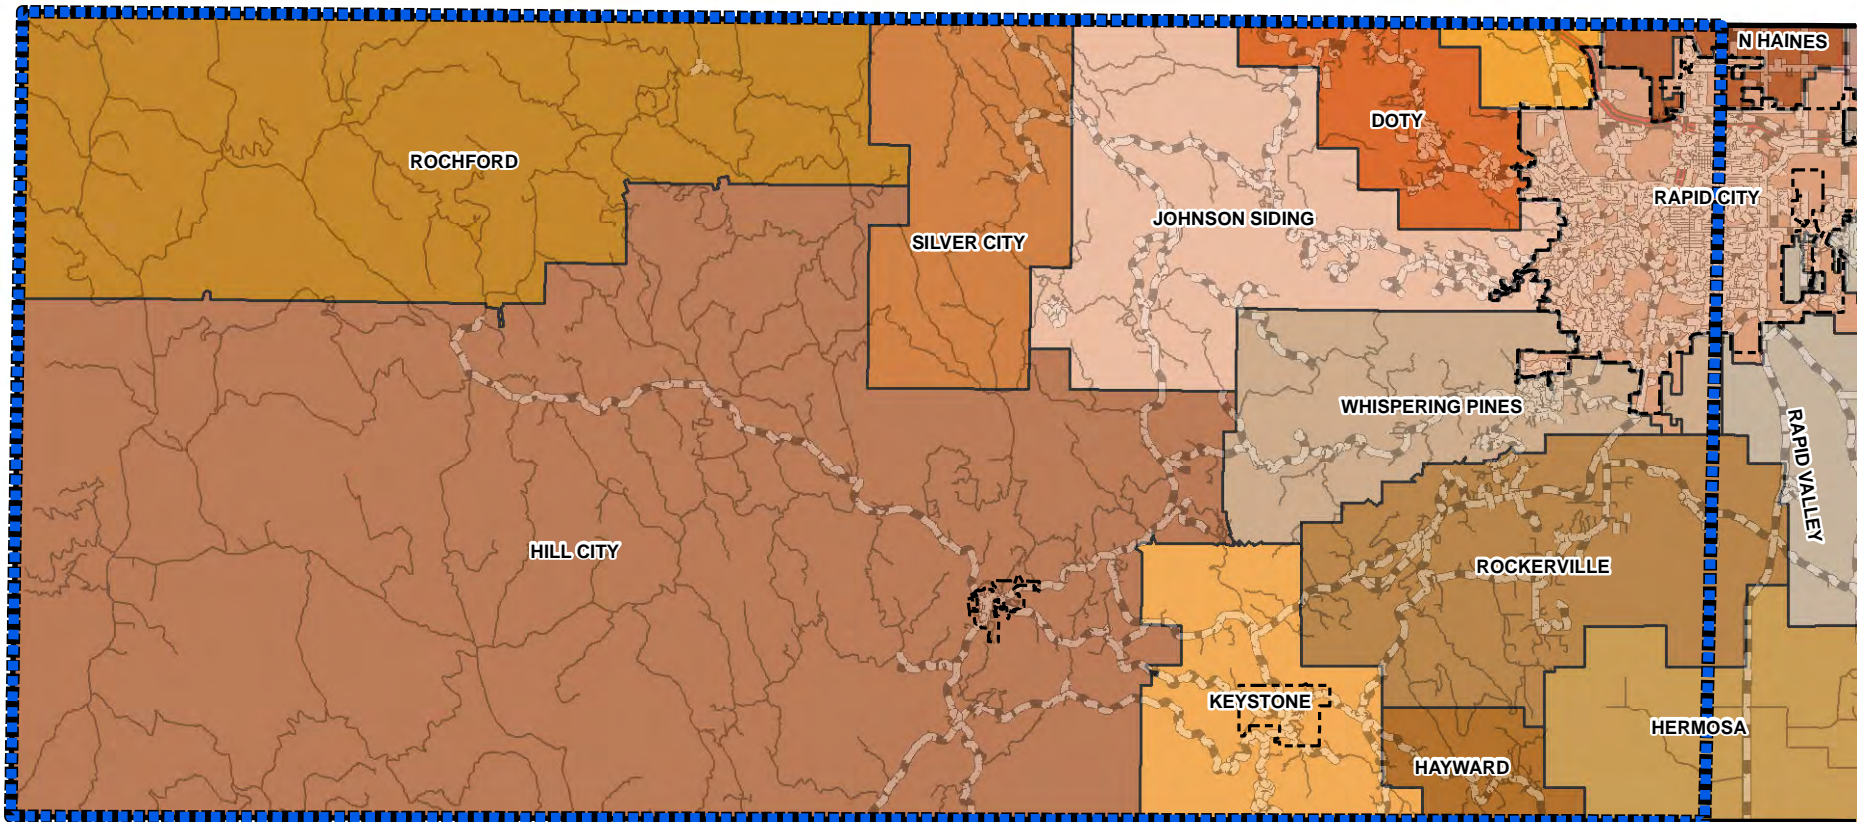 N HAINES
DOTY
ROCHFORD
RAPID CITY
JOHNSON SIDING
SILVER CITY
WHISPERING PINES
RAPID VALLEY
HILL CITY
ROCKERVILLE
KEYSTONE
HERMOSA
HAYWARD